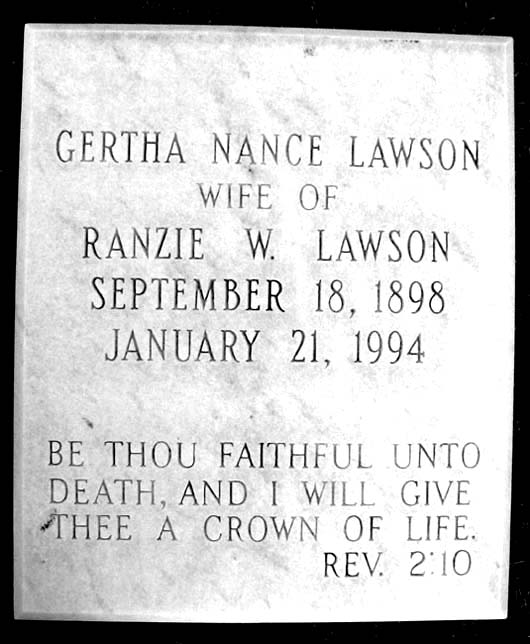 GERTHA NANCE LAWSON
WIFE OF
RANZIE W. LAWSON
SEPTEMBER 18, 1898
JANUARY 21, 1994
BE THOU FAITHFUL UNTO
DEATH, AND I WILL GIVE
THEE A CROWN OF LIFE.
REV. 2:10